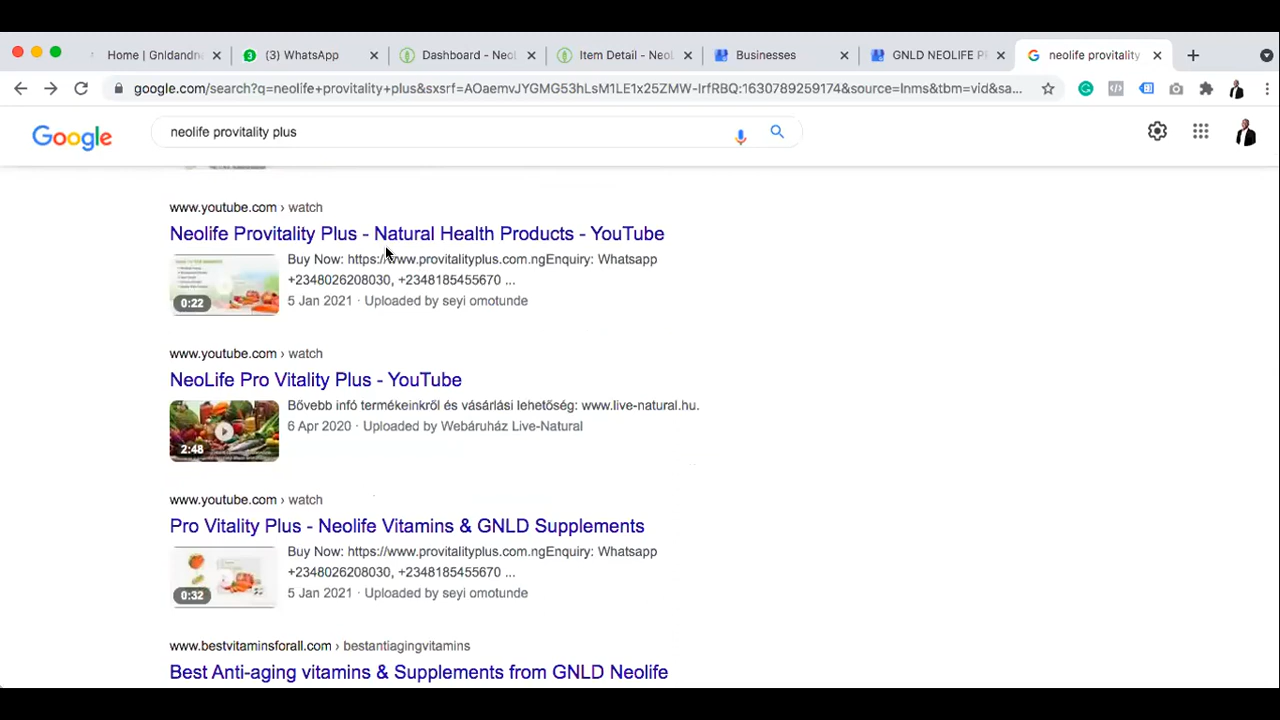 Home | Gnldandn
(3) WhatsApp
Dashboard - Neol
Item Detail - Neol
Businesses
GNLD NEOLIFE P
neolife provitality
google.com/search?q=neolife+provitality+plus&sxsrf=AOaemvJYGMG53hLsM1LE1x25ZMW-IrfRBQ:1630789259174&source=lnms&tbm=vid&sa...
Google
neolife provitality plus
www.youtube.com › watch
Neolife Provitality Plus - Natural Health Products - YouTube
Buy Now: https://www.provitalityplus.com.ngEnquiry: Whatsapp
+2348026208030, +2348185455670 ...
0:22
5 Jan 2021 · Uploaded by seyi omotunde
www.youtube.com › watch
NeoLife Pro Vitality Plus - YouTube
Bővebb infó termékeinkről és vásárlási lehetőség: www.live-natural.hu.
6 Apr 2020 · Uploaded by Webáruház Live-Natural
2:48
www.youtube.com › watch
Pro Vitality Plus - Neolife Vitamins & GNLD Supplements
Buy Now: https://www.provitalityplus.com.ngEnquiry: Whatsapp
+2348026208030, +2348185455670 ...
0:32
5 Jan 2021 · Uploaded by seyi omotunde
www.bestvitaminsforall.com › bestantiagingvitamins
Best Anti-aging vitamins & Supplements from GNLD Neolife